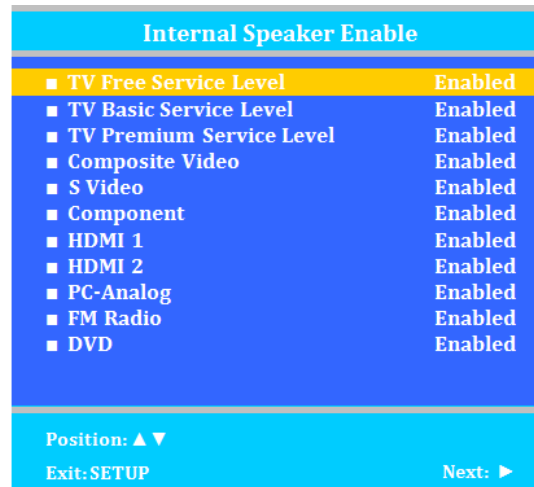 Internal Speaker Enable
■ TV Free Service Level Enabled
■ TV Basic Service Level Enabled
■ TV Premium Service Level Enabled
■ Composite Video Enabled
■ S Video Enabled
■ Component Enabled
■ HDMI 1 Enabled
■ HDMI 2 Enabled
■ PC-Analog Enabled
■ FM Radio Enabled
■ DVD Enabled
Position: ▲ ▼
Exit: SETUP Next: ►